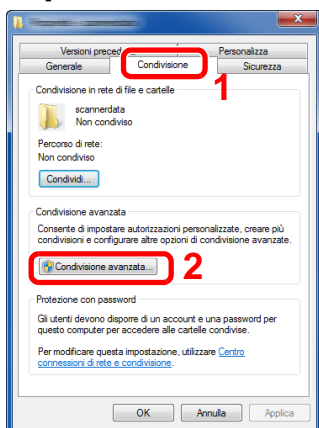 Versioni preced
Personalizza
Generale
Condivisione
Sicurezza
1
Condivisione in rete di file e cartelle
scannerdata
Non condiviso
Percorso di rete:
Non condiviso
Condividi...
Condivisione avanzata
Consente di impostare autorizzazioni personalizzate, creare più
condivisioni e configurare altre opzioni di condivisione avanzate.
Condivisione avanzata...
2
Protezione con password
Gli utenti devono disporre di un account e una password per
questo computer per accedere alle cartelle condivise.
Per modificare questa impostazione, utilizzare Centro
connessioni di rete e condivisione.
OK
Annulla
Applica